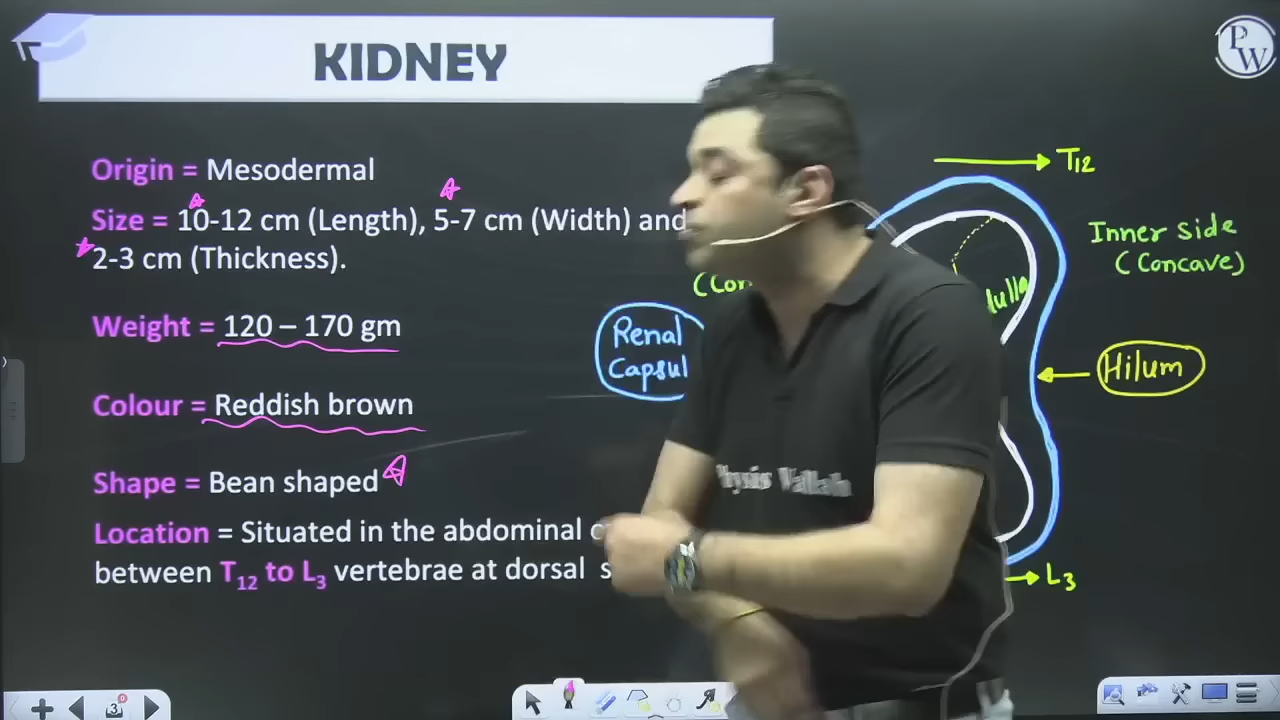 KIDNEY
PW
Origin = Mesodermal
Size = 10-12 cm (Length), 5-7 cm (Width) and
2-3 cm (Thickness).
Weight = 120 – 170 gm
Colour = Reddish brown
Shape = Bean shaped
Location = Situated in the abdominal
between T12 to L3 vertebrae at dorsal
T12
Inner side
(Concave)
Renal
Hilum
L3
3